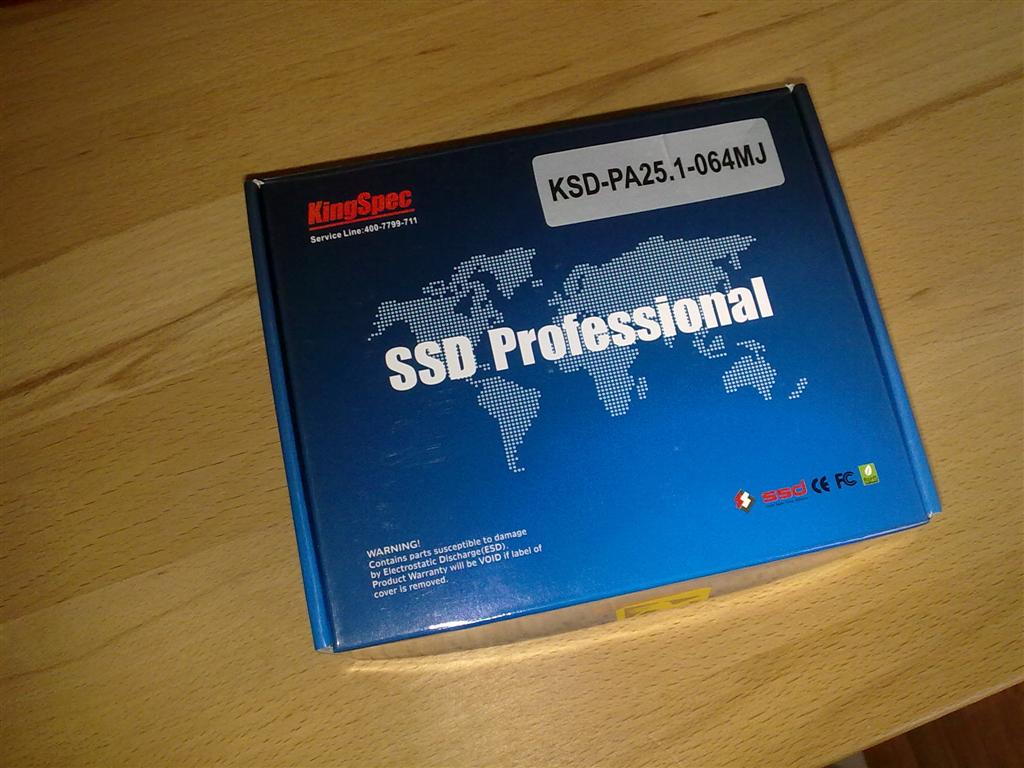 KingSpec
Service Line:400-7799-711
KSD-PA25.1-064MJ
SSD Professional
WARNING!
Contains parts susceptible to damage
by Electrostatic Discharge(ESD).
Product Warranty will be VOID if label of
cover is removed.
ssd CE FC